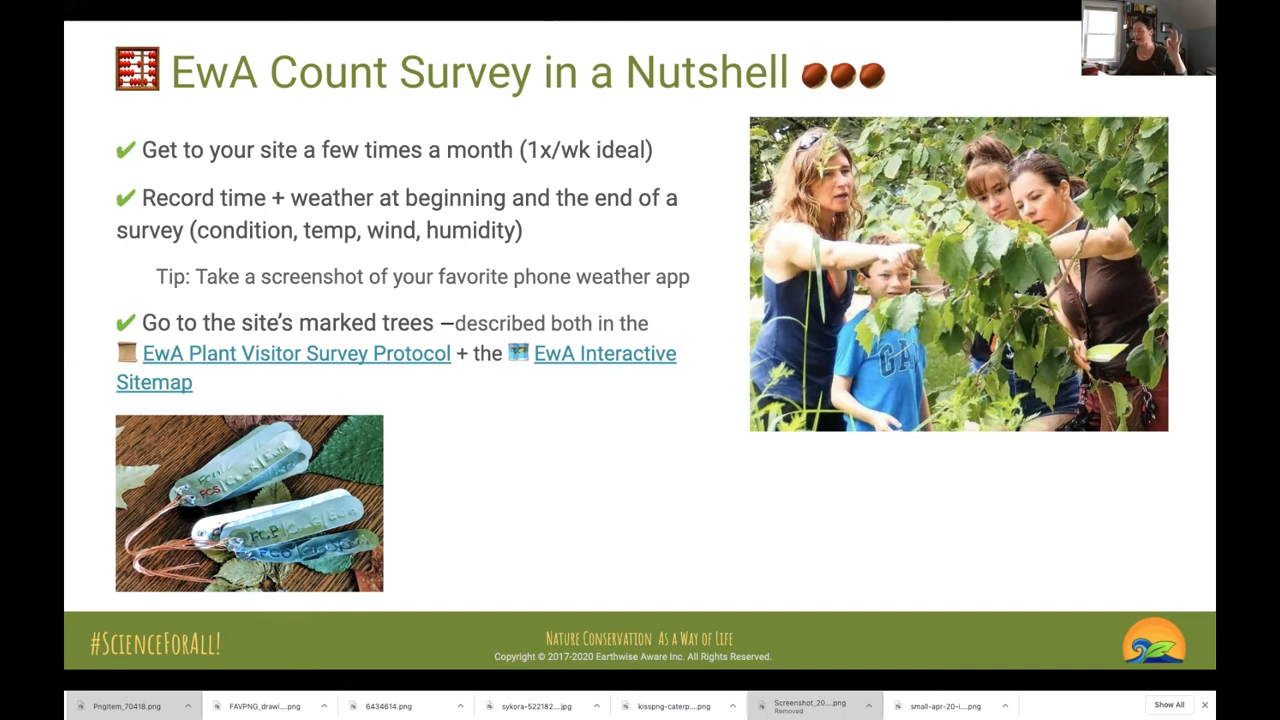 EwA Count Survey in a Nutshell
✔ Get to your site a few times a month (1x/wk ideal)
✔ Record time + weather at beginning and the end of a
survey (condition, temp, wind, humidity)
Tip: Take a screenshot of your favorite phone weather app
✔ Go to the site's marked trees —described both in the
EwA Plant Visitor Survey Protocol + the EwA Interactive
Sitemap
GAP
FCS
FCP
#ScienceForAll!
Nature Conservation As a Way of Life
Copyright © 2017-2020 Earthwise Aware Inc. All Rights Reserved.
PngItem_70418.png
FAVPNG_drawi....png
6434614.png
sykora-522182....jpg
kisspng-caterp....png
Screenshot_20....png
Removed
small-apr-20-i....png
Show All